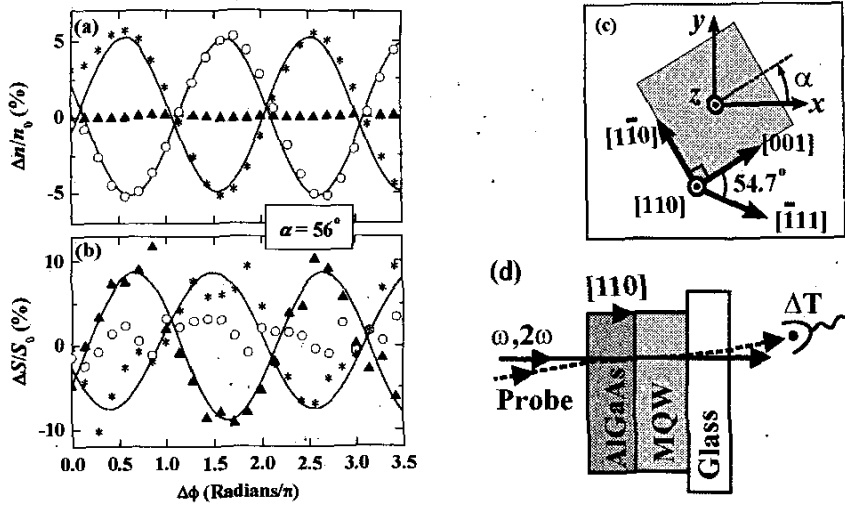 (a)
5
0
-5
Δn/n₀ (%)
α = 56°
(b)
10
0
-10
ΔS/S₀ (%)
0.0 0.5 1.0 1.5 2.0 2.5 3.0 3.5
Δϕ (Radians/π)
(c)
y
z
x
α
[11̄0]
[001]
[110]
54.7°
[1̄11]
(d)
[110]
ΔT
ω,2ω
Probe
AlGaAs
MQW
Glass